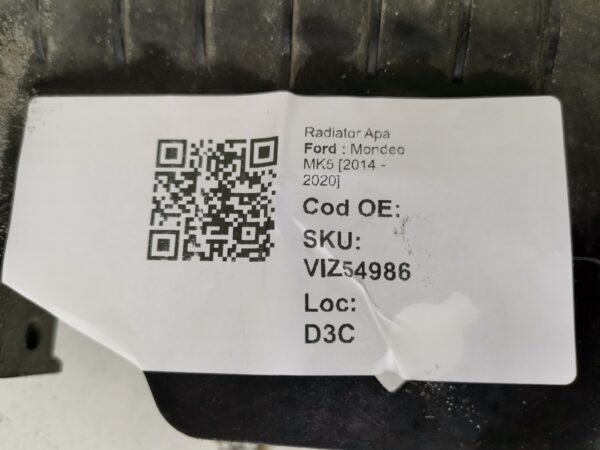 Radiator Apa
Ford : Mondeo
MK5 [2014 -
2020]
Cod OE:
SKU:
VIZ54986
Loc:
D3C